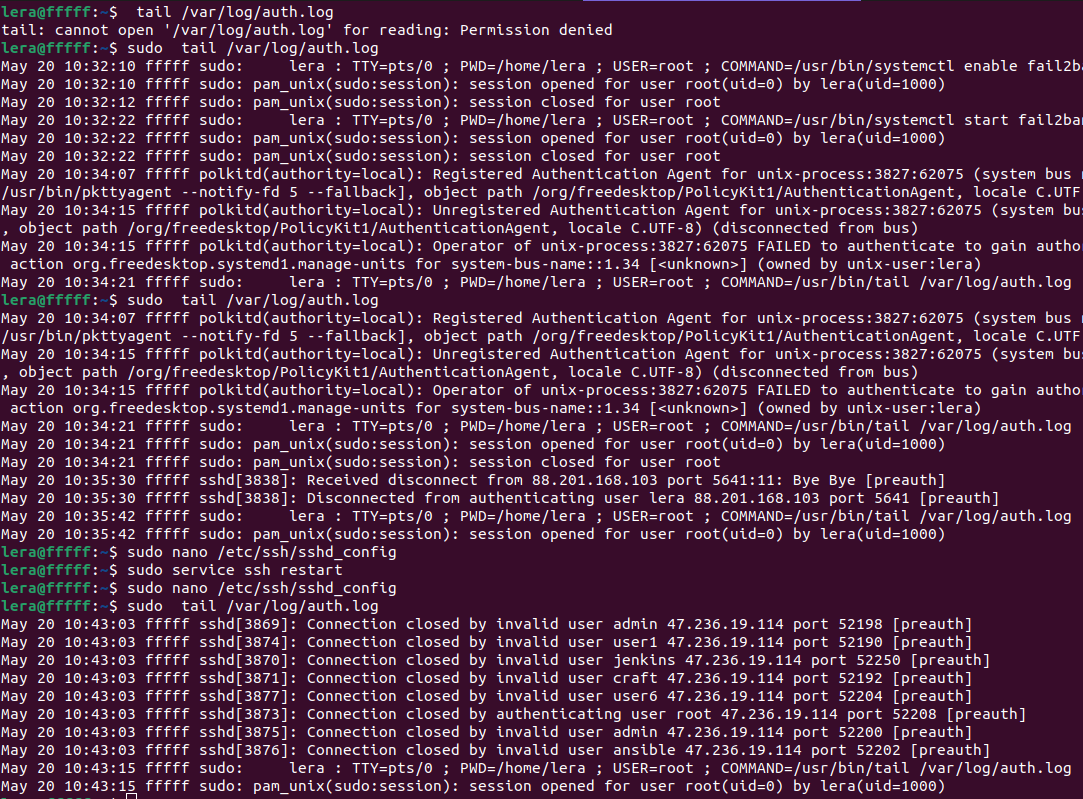 lera@fffff:~$  tail /var/log/auth.log
tail: cannot open '/var/log/auth.log' for reading: Permission denied
lera@fffff:~$ sudo  tail /var/log/auth.log
May 20 10:32:10 fffff sudo:     lera : TTY=pts/0 ; PWD=/home/lera ; USER=root ; COMMAND=/usr/bin/systemctl enable fail2ba
May 20 10:32:10 fffff sudo: pam_unix(sudo:session): session opened for user root(uid=0) by lera(uid=1000)
May 20 10:32:12 fffff sudo: pam_unix(sudo:session): session closed for user root
May 20 10:32:22 fffff sudo:     lera : TTY=pts/0 ; PWD=/home/lera ; USER=root ; COMMAND=/usr/bin/systemctl start fail2ban
May 20 10:32:22 fffff sudo: pam_unix(sudo:session): session opened for user root(uid=0) by lera(uid=1000)
May 20 10:32:22 fffff sudo: pam_unix(sudo:session): session closed for user root
May 20 10:34:07 fffff polkitd(authority=local): Registered Authentication Agent for unix-process:3827:62075 (system bus n
/usr/bin/pkttyagent --notify-fd 5 --fallback], object path /org/freedesktop/PolicyKit1/AuthenticationAgent, locale C.UTF
May 20 10:34:15 fffff polkitd(authority=local): Unregistered Authentication Agent for unix-process:3827:62075 (system bus
, object path /org/freedesktop/PolicyKit1/AuthenticationAgent, locale C.UTF-8) (disconnected from bus)
May 20 10:34:15 fffff polkitd(authority=local): Operator of unix-process:3827:62075 FAILED to authenticate to gain author
 action org.freedesktop.systemd1.manage-units for system-bus-name::1.34 [<unknown>] (owned by unix-user:lera)
May 20 10:34:21 fffff sudo:     lera : TTY=pts/0 ; PWD=/home/lera ; USER=root ; COMMAND=/usr/bin/tail /var/log/auth.log
lera@fffff:~$ sudo  tail /var/log/auth.log
May 20 10:34:07 fffff polkitd(authority=local): Registered Authentication Agent for unix-process:3827:62075 (system bus n
/usr/bin/pkttyagent --notify-fd 5 --fallback], object path /org/freedesktop/PolicyKit1/AuthenticationAgent, locale C.UTF
May 20 10:34:15 fffff polkitd(authority=local): Unregistered Authentication Agent for unix-process:3827:62075 (system bus
, object path /org/freedesktop/PolicyKit1/AuthenticationAgent, locale C.UTF-8) (disconnected from bus)
May 20 10:34:15 fffff polkitd(authority=local): Operator of unix-process:3827:62075 FAILED to authenticate to gain author
 action org.freedesktop.systemd1.manage-units for system-bus-name::1.34 [<unknown>] (owned by unix-user:lera)
May 20 10:34:21 fffff sudo:     lera : TTY=pts/0 ; PWD=/home/lera ; USER=root ; COMMAND=/usr/bin/tail /var/log/auth.log
May 20 10:34:21 fffff sudo: pam_unix(sudo:session): session opened for user root(uid=0) by lera(uid=1000)
May 20 10:34:21 fffff sudo: pam_unix(sudo:session): session closed for user root
May 20 10:35:30 fffff sshd[3838]: Received disconnect from 88.201.168.103 port 5641:11: Bye Bye [preauth]
May 20 10:35:30 fffff sshd[3838]: Disconnected from authenticating user lera 88.201.168.103 port 5641 [preauth]
May 20 10:35:42 fffff sudo:     lera : TTY=pts/0 ; PWD=/home/lera ; USER=root ; COMMAND=/usr/bin/tail /var/log/auth.log
May 20 10:35:42 fffff sudo: pam_unix(sudo:session): session opened for user root(uid=0) by lera(uid=1000)
lera@fffff:~$ sudo nano /etc/ssh/sshd_config
lera@fffff:~$ sudo service ssh restart
lera@fffff:~$ sudo nano /etc/ssh/sshd_config
lera@fffff:~$ sudo  tail /var/log/auth.log
May 20 10:43:03 fffff sshd[3869]: Connection closed by invalid user admin 47.236.19.114 port 52198 [preauth]
May 20 10:43:03 fffff sshd[3874]: Connection closed by invalid user user1 47.236.19.114 port 52190 [preauth]
May 20 10:43:03 fffff sshd[3870]: Connection closed by invalid user jenkins 47.236.19.114 port 52250 [preauth]
May 20 10:43:03 fffff sshd[3871]: Connection closed by invalid user craft 47.236.19.114 port 52192 [preauth]
May 20 10:43:03 fffff sshd[3877]: Connection closed by invalid user user6 47.236.19.114 port 52204 [preauth]
May 20 10:43:03 fffff sshd[3873]: Connection closed by authenticating user root 47.236.19.114 port 52208 [preauth]
May 20 10:43:03 fffff sshd[3875]: Connection closed by invalid user admin 47.236.19.114 port 52200 [preauth]
May 20 10:43:03 fffff sshd[3876]: Connection closed by invalid user ansible 47.236.19.114 port 52202 [preauth]
May 20 10:43:15 fffff sudo:     lera : TTY=pts/0 ; PWD=/home/lera ; USER=root ; COMMAND=/usr/bin/tail /var/log/auth.log
May 20 10:43:15 fffff sudo: pam_unix(sudo:session): session opened for user root(uid=0) by lera(uid=1000)